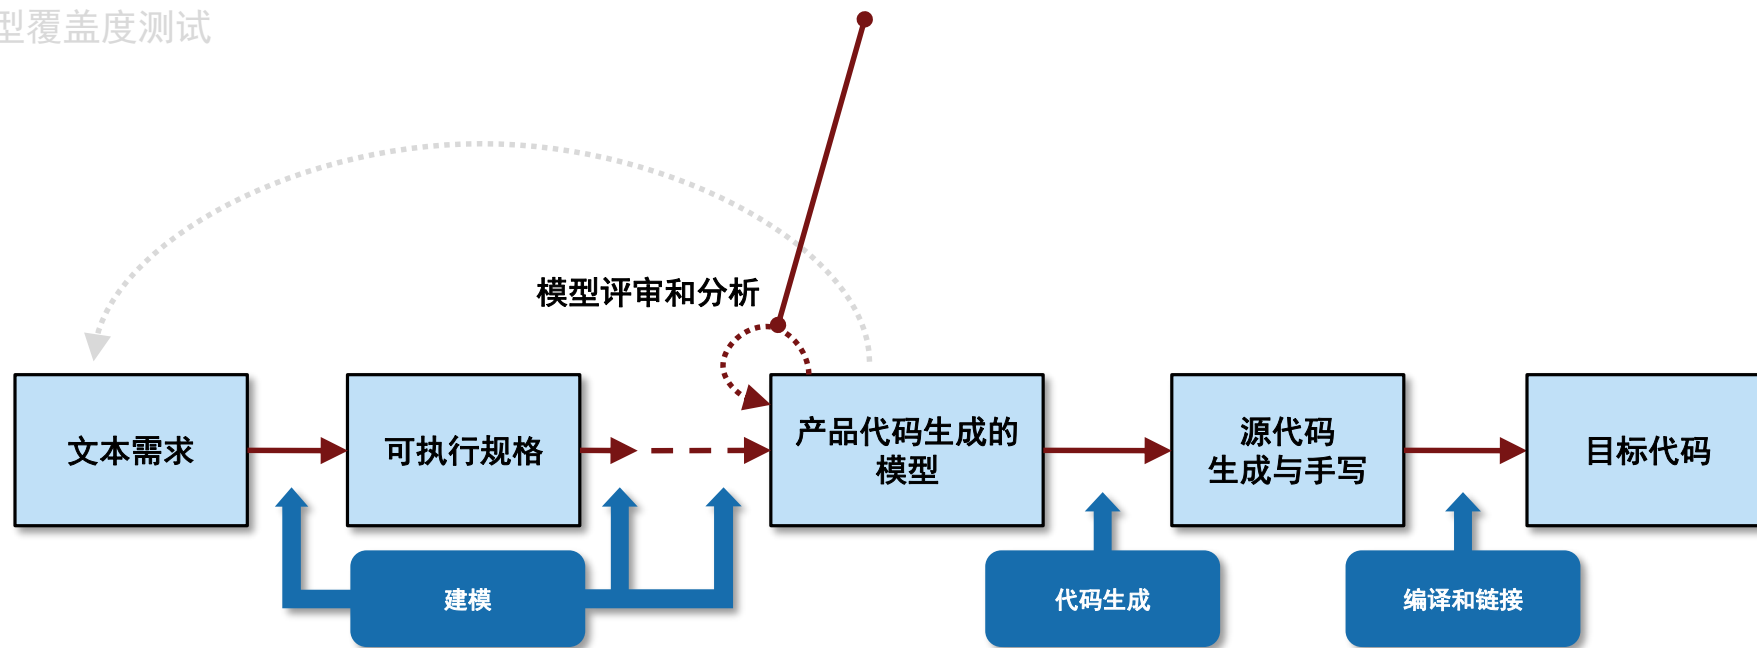 型覆盖度测试
模型评审和分析
文本需求
可执行规格
产品代码生成的
模型
源代码
生成与手写
目标代码
建模
代码生成
编译和链接